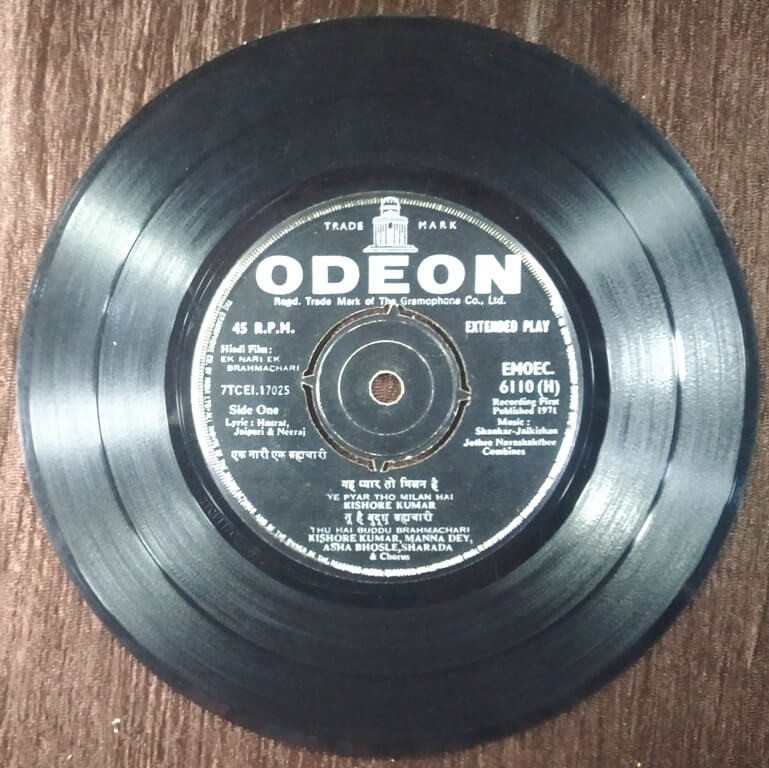 TRADE MARK
ODEON
Regd. Trade Mark of The Gramophone Co., Ltd.
45 R.P.M.
EXTENDED PLAY
Hindi Film:
EK NARI EK
BRAHMACHARI
7TCEI.17025
Side One
Lyric: Hasrat,
Jaipuri & Neeraj
EMOEC.
6110 (H)
Recording First
Published 1971
Music:
Shankar-Jaikishan
Jothee Navashakthee
Combines
एक नारी एक ब्रह्मचारी
यह प्यार तो मिलन है
YE PYAR THO MILAN HAI
KISHORE KUMAR
तू है बुद्धू ब्रह्मचारी
THU HAI BUDDU BRAHMACHARI
KISHORE KUMAR, MANNA DEY,
ASHA BHOSLE, SHARADA
& Chorus